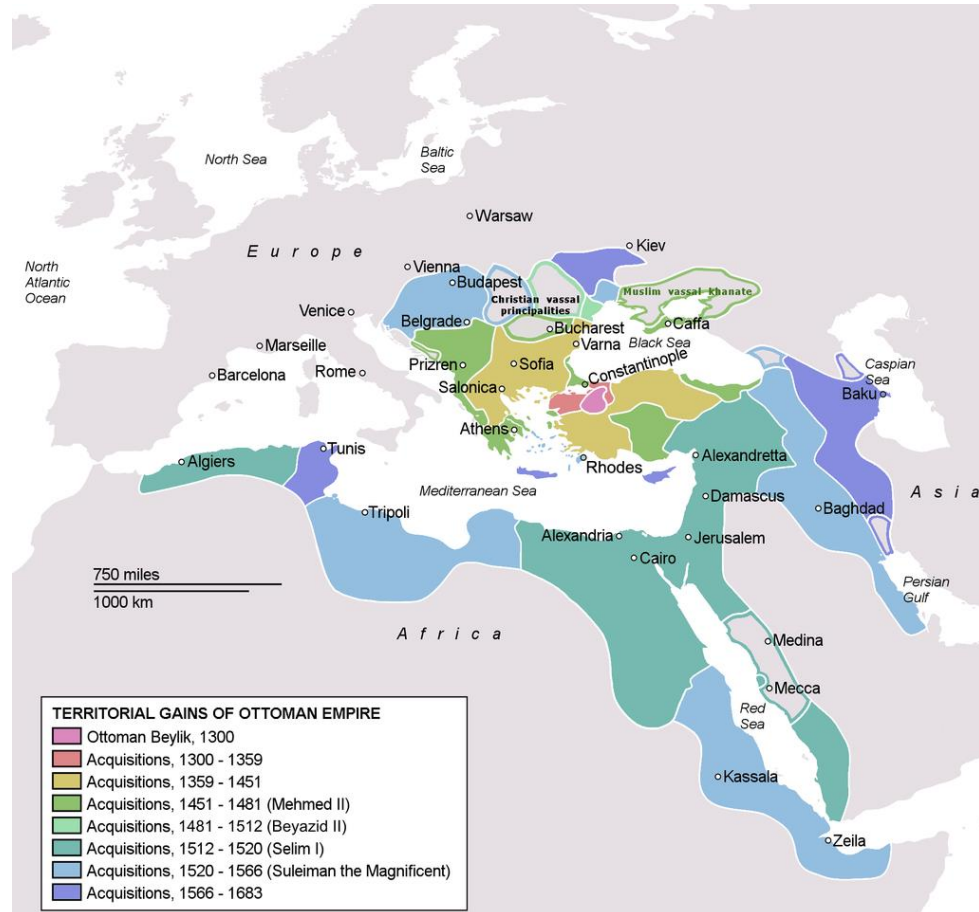 North Sea
Baltic
Sea
Warsaw
Europe
Kiev
North
Atlantic
Ocean
Vienna
Budapest
Christian vassal
principalities
Muslim vassal khanate
Venice
Belgrade
Bucharest
Caffa
Black Sea
Varna
Marseille
Prizren
Sofia
Constantinople
Caspian
Sea
Barcelona
Rome
Salonica
Baku
Athens
Algiers
Tunis
Rhodes
Alexandretta
Mediterranean Sea
Damascus
Asia
Tripoli
Baghdad
Alexandria
Jerusalem
Cairo
750 miles
1000 km
Persian
Gulf
Africa
Medina
Mecca
Red
Sea
Kassala
Zeila
TERRITORIAL GAINS OF OTTOMAN EMPIRE
Ottoman Beylik, 1300
Acquisitions, 1300 - 1359
Acquisitions, 1359 - 1451
Acquisitions, 1451 - 1481 (Mehmed II)
Acquisitions, 1481 - 1512 (Beyazid II)
Acquisitions, 1512 - 1520 (Selim I)
Acquisitions, 1520 - 1566 (Suleiman the Magnificent)
Acquisitions, 1566 - 1683